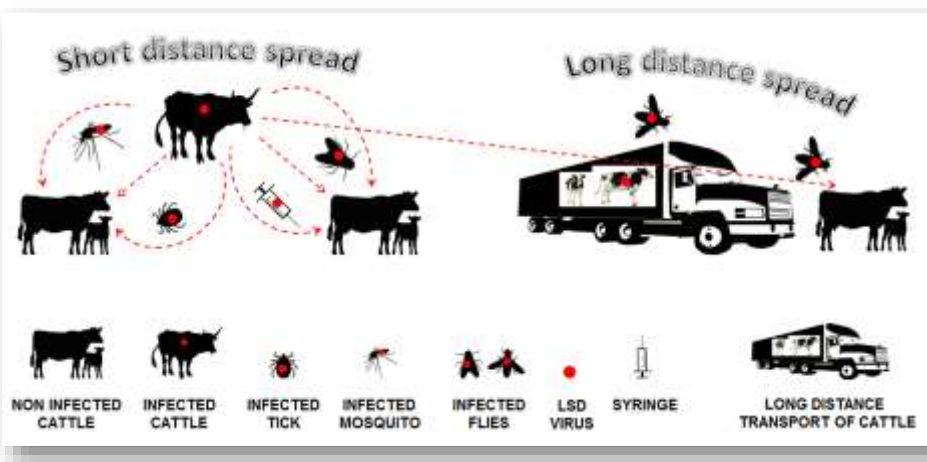 Short distance spread
Long distance spread
NON INFECTED
CATTLE
INFECTED
CATTLE
INFECTED
TICK
INFECTED
MOSQUITO
INFECTED
FLIES
LSD
VIRUS
SYRINGE
LONG DISTANCE
TRANSPORT OF CATTLE